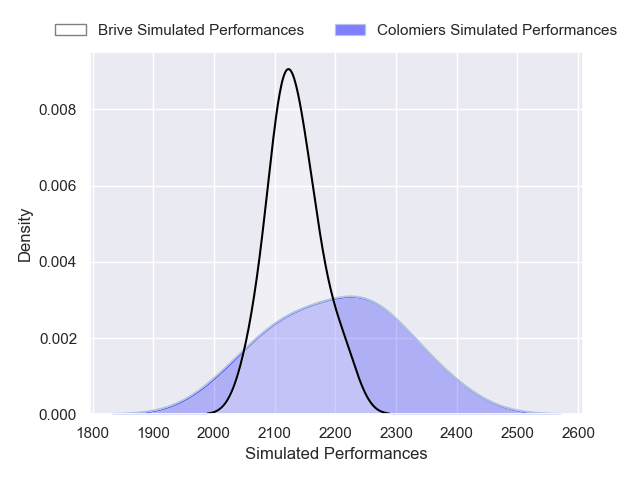 Brive Simulated Performances
Colomiers Simulated Performances
0.008
0.006
0.004
0.002
0.000
Density
1800 1900 2000 2100 2200 2300 2400 2500 2600
Simulated Performances